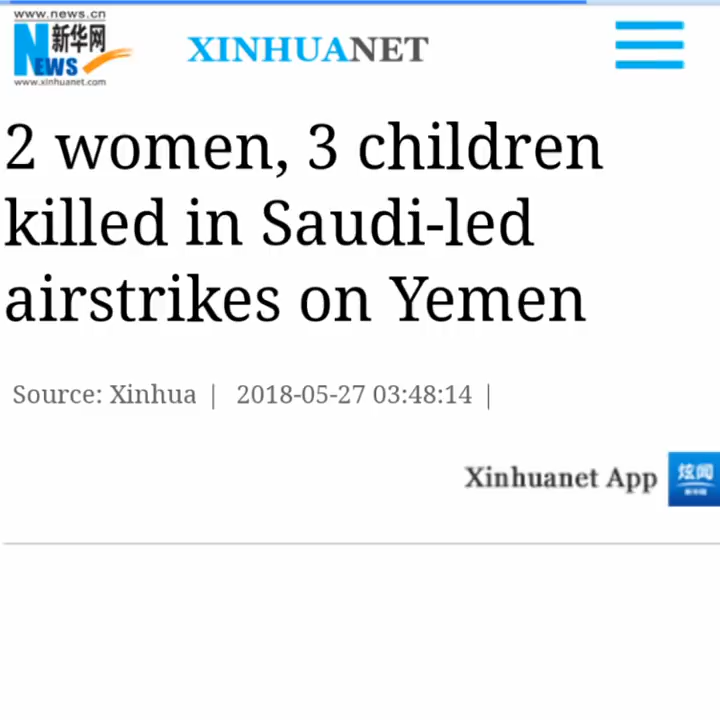 www.news.cn
新华网
NEWS
www.xinhuanet.com
XINHUANET
2 women, 3 children
killed in Saudi-led
airstrikes on Yemen
Source: Xinhua | 2018-05-27 03:48:14 |
Xinhuanet App
炫闻